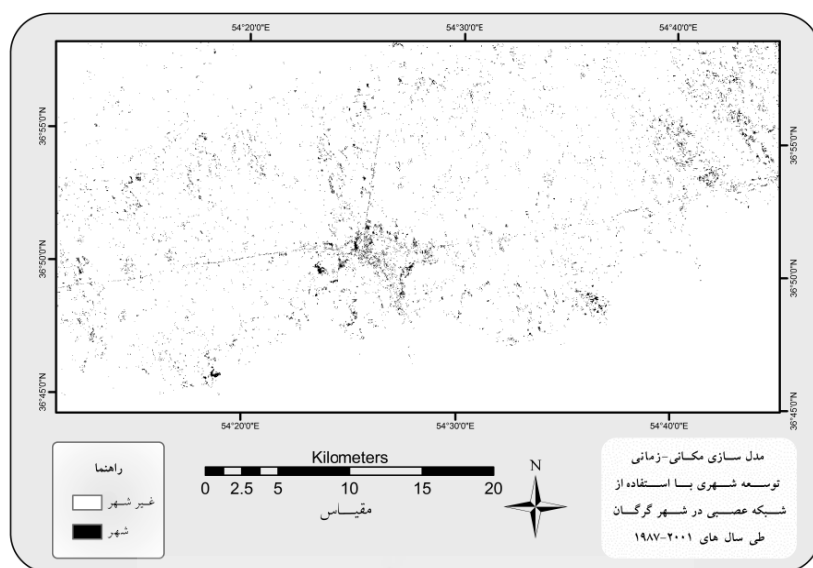 54°20'0"E
54°30'0"E
54°40'0"E
36°55'0"N
36°55'0"N
36°50'0"N
36°50'0"N
36°45'0"N
36°45'0"N
54°20'0"E
54°30'0"E
54°40'0"E
راهنما
غیر شهر
شهر
Kilometers
0 2.5 5 10 15 20
مقیاس
N
مدل سازی مکانی-زمانی
توسعه شهری با استفاده از
شبکه عصبی در شهر گرگان
طی سال های ۲۰۰۱-۱۹۸۷